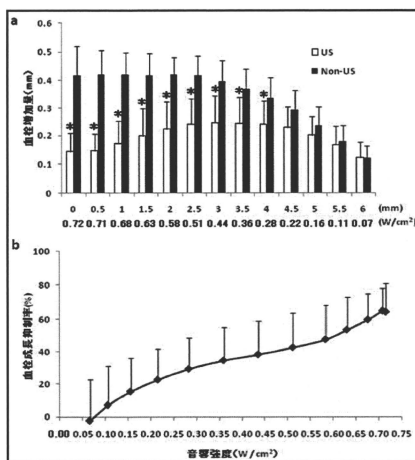 a
0.6
0.5
0.4
0.3
0.2
0.1
0
血栓増加量(mm)
US
Non-US
* * * * * * * * *
0 0.5 1 1.5 2 2.5 3 3.5 4 4.5 5 5.5 6 (mm)
0.72 0.71 0.68 0.63 0.58 0.51 0.44 0.36 0.28 0.22 0.16 0.11 0.07 (W/cm²)
b
100
80
60
40
20
0
血栓成長抑制率(%)
0.00 0.05 0.10 0.15 0.20 0.25 0.30 0.35 0.40 0.45 0.50 0.55 0.60 0.65 0.70 0.75
音響強度(W/cm²)